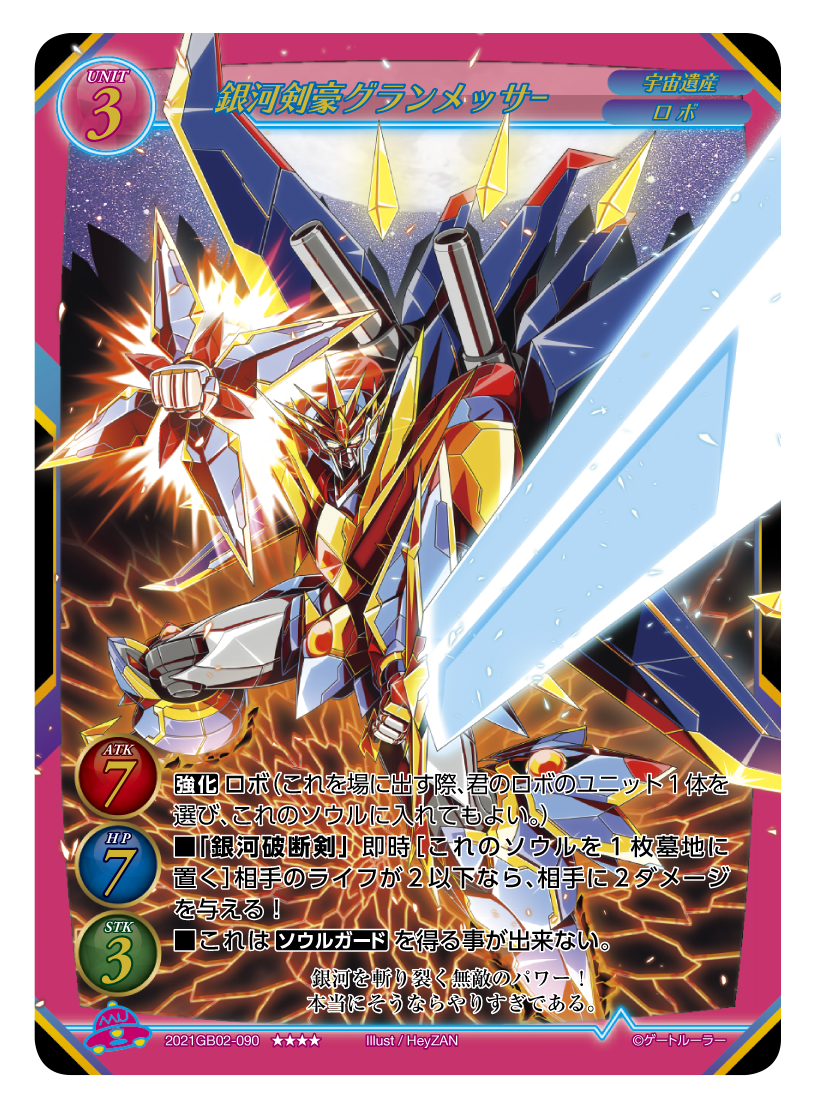 UNIT
3
銀河剣豪グランメッサー
宇宙遺産
ロボ
ATK
7
HP
7
STK
3
強化 ロボ(これを場に出す際、君のロボのユニット1体を
選び、これのソウルに入れてもよい。)
■「銀河破断剣」即時[これのソウルを1枚墓地に
置く]相手のライフが2以下なら、相手に2ダメージ
を与える!
■これは ソウルガード を得る事が出来ない。
銀河を斬り裂く無敵のパワー!
本当にそうならやりすぎである。
MU
2021GB02-090 ★★★★ Illust / HeyZAN ©ゲートルーラー